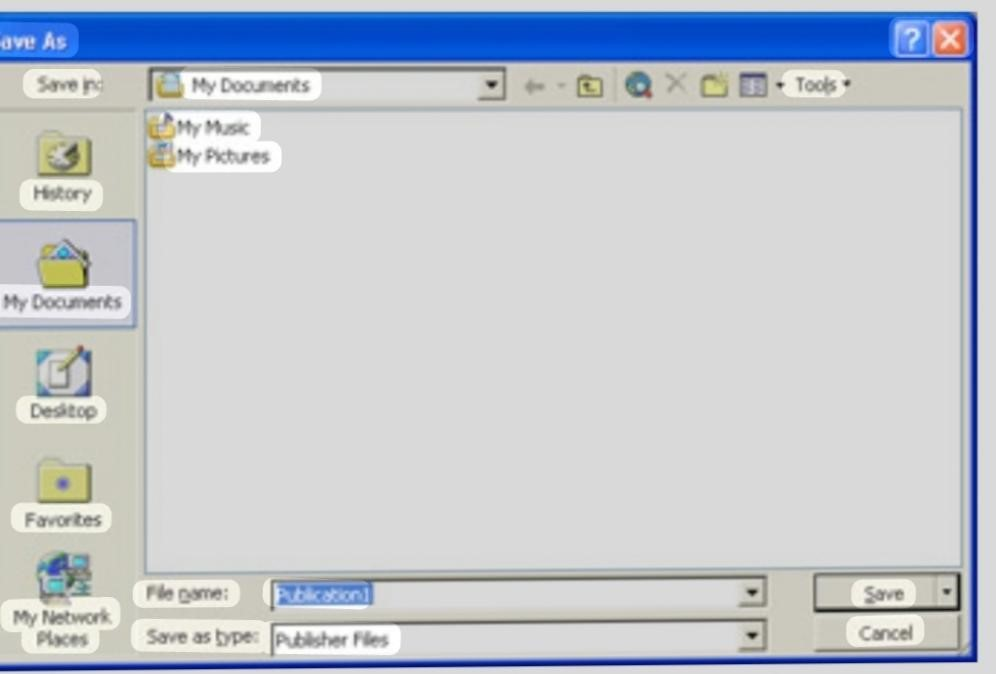 Save As
Save in:
My Documents
Tools
My Music
My Pictures
History
My Documents
Desktop
Favorites
My Network
Places
File name:
Publication1
Save
Save as type:
Publisher Files
Cancel